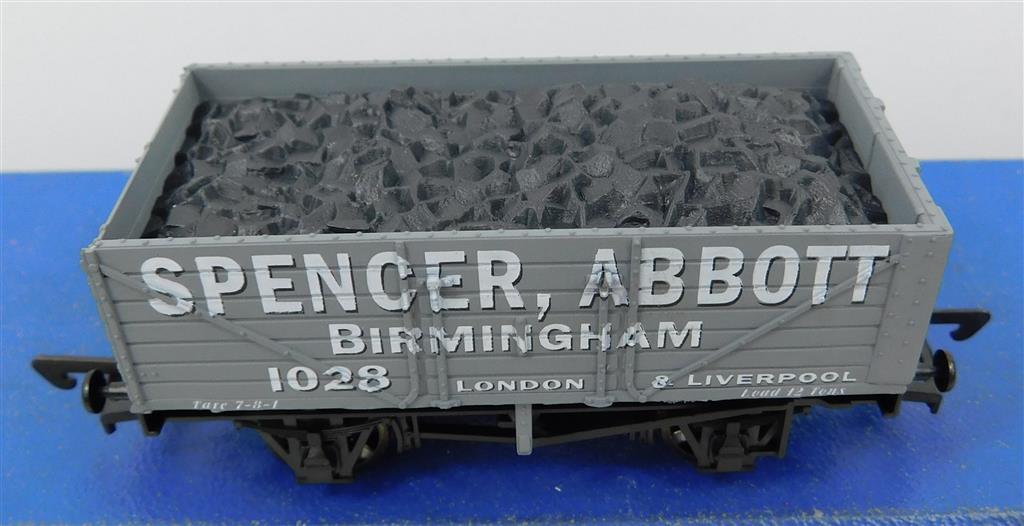 SPENCER, ABBOTT
BIRMINGHAM
1028 LONDON & LIVERPOOL
Tare 7-8-1 Load 12 Tons